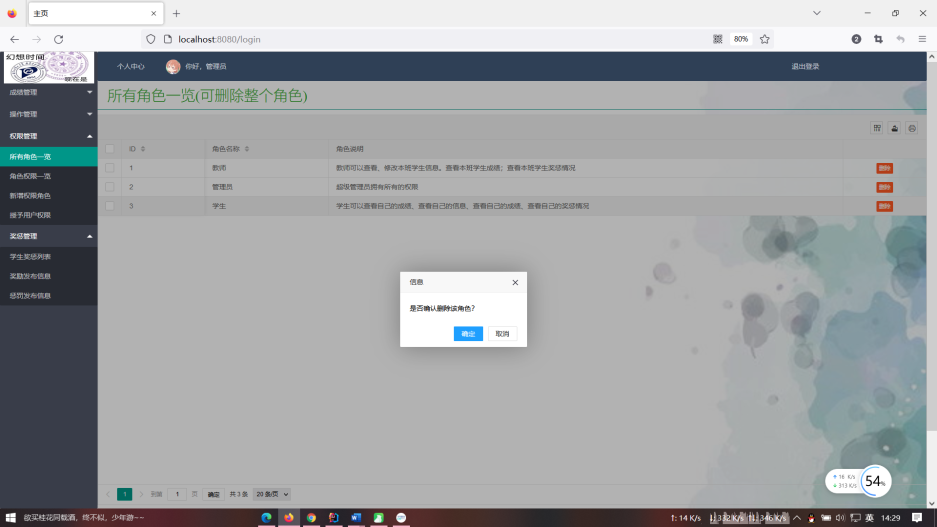 主页
localhost:8080/login
80%
2
幻想时间
现在是
个人中心
你好，管理员
退出登录
成绩管理
操作管理
权限管理
所有角色一览
角色权限一览
新增权限角色
授予用户权限
奖惩管理
学生奖惩列表
奖励发布信息
惩罚发布信息
所有角色一览(可删除整个角色)
ID 角色名称 角色说明
1 教师 教师可以查看、修改本班学生信息。查看本班学生成绩；查看本班学生奖惩情况 删除
2 管理员 超级管理员拥有所有的权限 删除
3 学生 学生可以查看自己的成绩、查看自己的信息、查看自己的成绩、查看自己的奖惩情况 删除
信息
是否确认删除该角色?
确定 取消
1 到第 1 页 确定 共 3 条 20 条/页
16 K/s
313 K/s
54%
欲买桂花同载酒，终不似，少年游~~
↑: 14 K/s
332 K/s
346 K/s
英
14:29